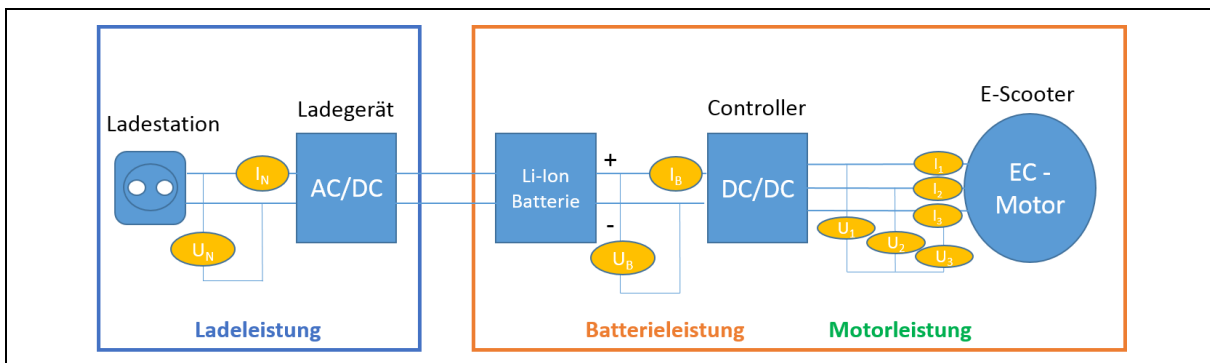 Ladestation
Ladegerät
Controller
E-Scooter
I_N
AC/DC
Li-Ion
Batterie
+
-
I_B
DC/DC
I_1
I_2
I_3
EC -
Motor
U_N
U_B
U_1
U_2
U_3
Ladeleistung
Batterieleistung
Motorleistung